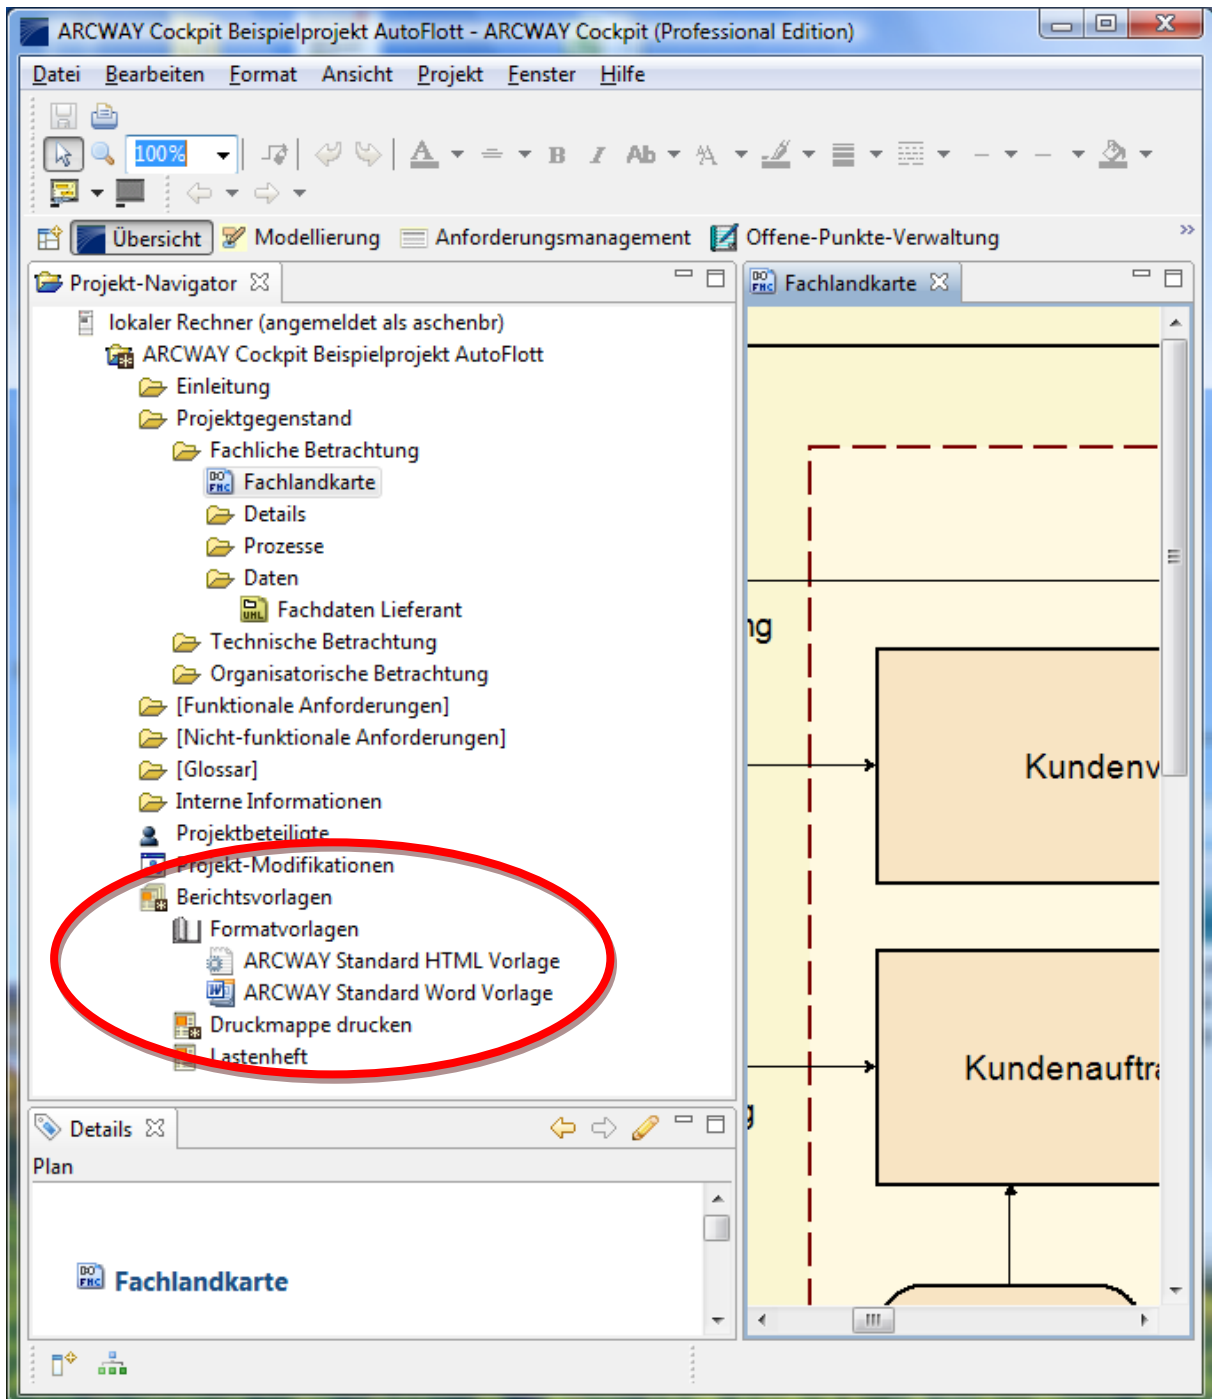 ARCWAY Cockpit Beispielprojekt AutoFlott - ARCWAY Cockpit (Professional Edition)
Datei Bearbeiten Format Ansicht Projekt Fenster Hilfe
100%
Übersicht Modellierung Anforderungsmanagement Offene-Punkte-Verwaltung
Projekt-Navigator
lokaler Rechner (angemeldet als aschenbr)
ARCWAY Cockpit Beispielprojekt AutoFlott
Einleitung
Projektgegenstand
Fachliche Betrachtung
Fachlandkarte
Details
Prozesse
Daten
Fachdaten Lieferant
Technische Betrachtung
Organisatorische Betrachtung
[Funktionale Anforderungen]
[Nicht-funktionale Anforderungen]
[Glossar]
Interne Informationen
Projektbeteiligte
Projekt-Modifikationen
Berichtsvorlagen
Formatvorlagen
ARCWAY Standard HTML Vorlage
ARCWAY Standard Word Vorlage
Druckmappe drucken
Lastenheft
Details
Plan
Fachlandkarte
Fachlandkarte
ng
Kundenv
Kundenauftra
g